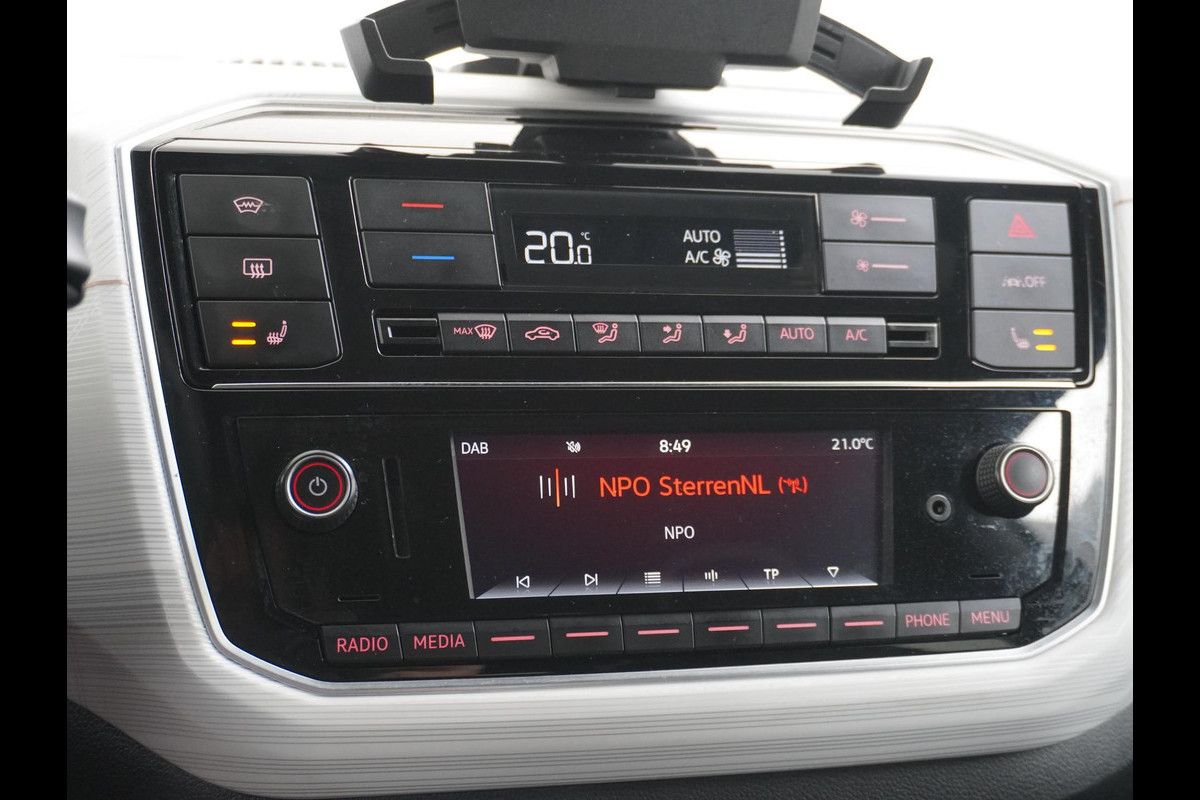 20.0 °C
AUTO
A/C
OFF
MAX
AUTO
A/C
DAB 8:49 21.0°C
NPO SterrenNL
NPO
TP
RADIO MEDIA PHONE MENU